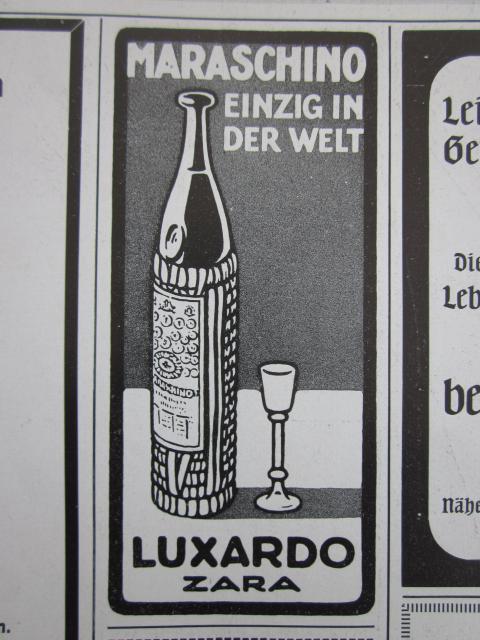 MARASCHINO
EINZIG IN
DER WELT
LUXARDO
ZARA
Lei
Ge
Die
Leb
be
Nähe
n.